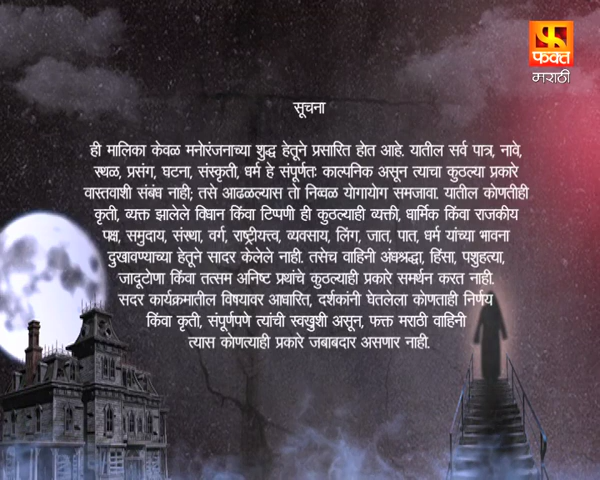 फक्त
मराठी
सूचना
ही मालिका केवळ मनोरंजनाच्या शुद्ध हेतूने प्रसारित होत आहे. यातील सर्व पात्र, नावे,
स्थळ, प्रसंग, घटना, संस्कृती, धर्म हे संपूर्णतः काल्पनिक असून त्याचा कुठल्या प्रकारे
वास्तवाशी संबंध नाही; तसे आढळल्यास तो निव्वळ योगायोग समजावा. यातील कोणतीही
कृती, व्यक्त झालेले विधान किंवा टिप्पणी ही कुठल्याही व्यक्ती, धार्मिक किंवा राजकीय
पक्ष, समुदाय, संस्था, वर्ग, राष्ट्रीयत्त्व, व्यवसाय, लिंग, जात, पात, धर्म यांच्या भावना
दुखावण्याच्या हेतूने सादर केलेले नाही. तसेच वाहिनी अंधश्रद्धा, हिंसा, पशुहत्या,
जादूटोणा किंवा तत्सम अनिष्ट प्रथांचे कुठल्याही प्रकारे समर्थन करत नाही.
सदर कार्यक्रमातील विषयावर आधारित, दर्शकांनी घेतलेला कोणताही निर्णय
किंवा कृती, संपूर्णपणे त्यांची स्वखुशी असून, फक्त मराठी वाहिनी
त्यास कोणत्याही प्रकारे जबाबदार असणार नाही.